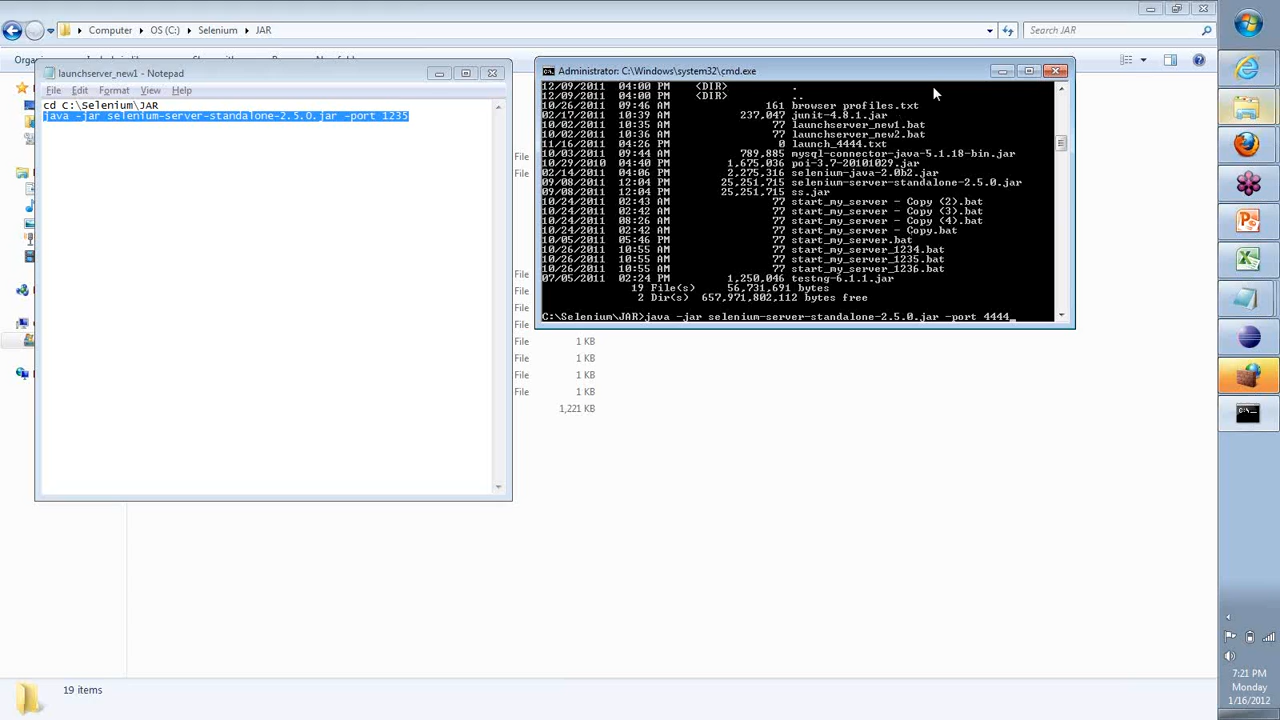 Computer ▸ OS (C:) ▸ Selenium ▸ JAR
Search JAR
launchserver_new1 - Notepad
File Edit Format View Help
cd C:\Selenium\JAR
java -jar selenium-server-standalone-2.5.0.jar -port 1235
Administrator: C:\Windows\system32\cmd.exe
12/09/2011 04:00 PM <DIR> .
12/09/2011 04:00 PM <DIR> ..
10/26/2011 09:46 AM 161 browser profiles.txt
02/17/2011 10:39 AM 237,047 junit-4.8.1.jar
10/02/2011 10:35 AM 77 launchserver_new1.bat
10/02/2011 10:36 AM 77 launchserver_new2.bat
11/16/2011 04:26 PM 0 launch_4444.txt
10/03/2011 09:44 AM 789,885 mysql-connector-java-5.1.18-bin.jar
10/29/2010 04:40 PM 1,675,036 poi-3.7-20101029.jar
02/14/2011 04:06 PM 2,275,316 selenium-java-2.0b2.jar
09/08/2011 12:04 PM 25,251,715 selenium-server-standalone-2.5.0.jar
09/08/2011 12:04 PM 25,251,715 ss.jar
10/24/2011 02:43 AM 77 start_my_server - Copy (2).bat
10/24/2011 02:42 AM 77 start_my_server - Copy (3).bat
10/24/2011 08:26 AM 77 start_my_server - Copy (4).bat
10/24/2011 02:42 AM 77 start_my_server - Copy.bat
10/05/2011 05:46 PM 77 start_my_server.bat
10/26/2011 10:55 AM 77 start_my_server_1234.bat
10/26/2011 10:55 AM 77 start_my_server_1235.bat
10/26/2011 10:55 AM 77 start_my_server_1236.bat
07/05/2011 02:24 PM 1,250,046 testng-6.1.1.jar
19 File(s) 56,731,691 bytes
2 Dir(s) 657,971,802,112 bytes free
C:\Selenium\JAR>java -jar selenium-server-standalone-2.5.0.jar -port 4444
File
File
File
File
File
File 1 KB
File 1 KB
File 1 KB
File 1 KB
1,221 KB
19 items
7:21 PM
Monday
1/16/2012